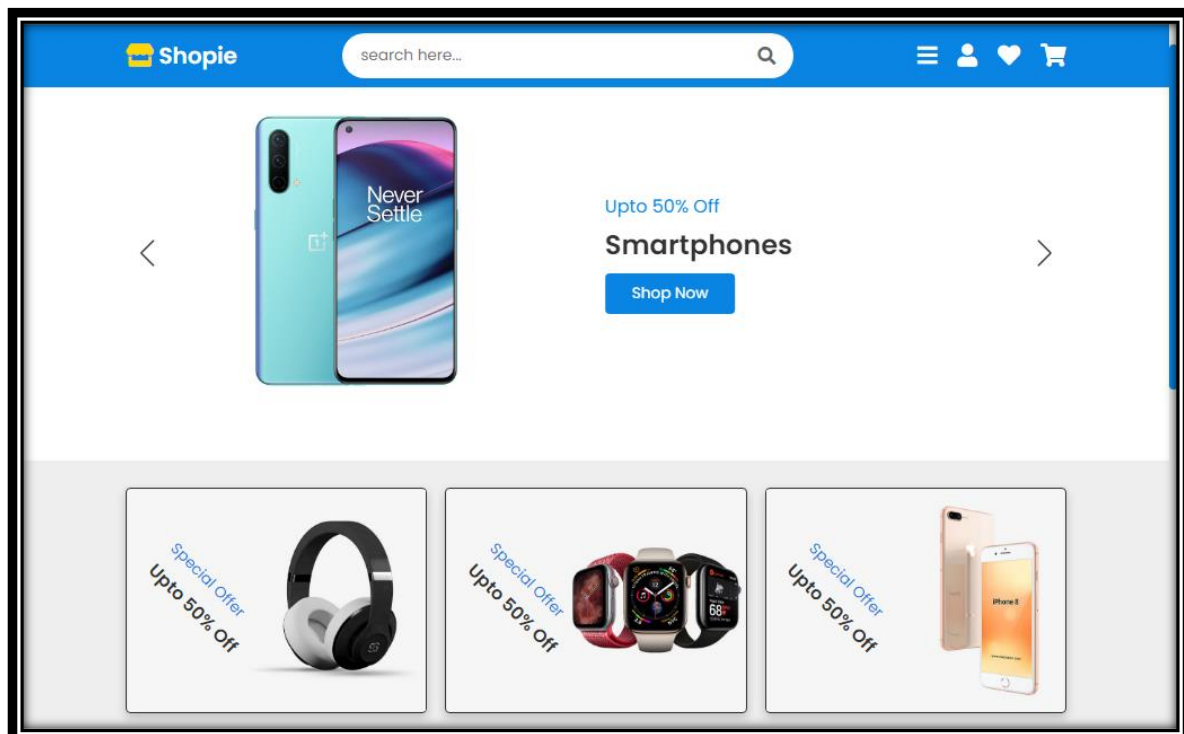 Shopie
search here...
Never
Settle
Upto 50% Off
Smartphones
Shop Now
Special Offer
Upto 50% Off
Special Offer
Upto 50% Off
68
Special Offer
Upto 50% Off
iPhone 8